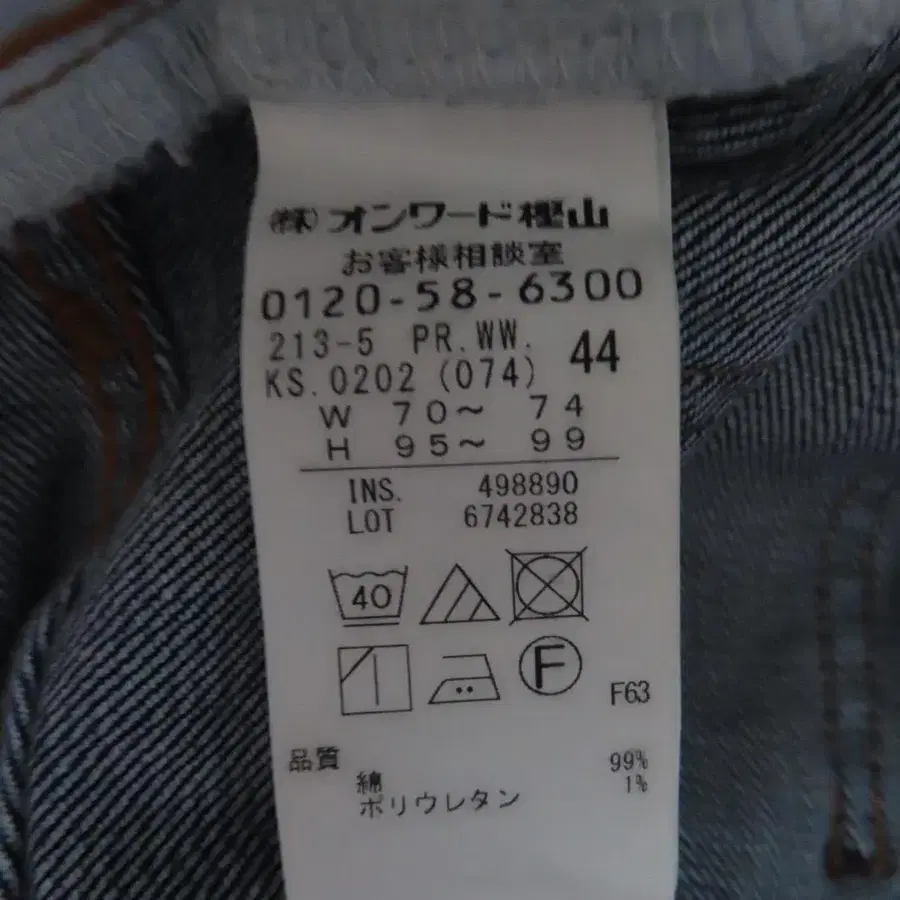 ㈱オンワード樫山
お客様相談室
0120-58-6300
213-5 PR.WW. 44
KS.0202 (074)
W 70～ 74
H 95～ 99
INS. 498890
LOT 6742838
40
F
F63
品質
綿 99%
ポリウレタン 1%